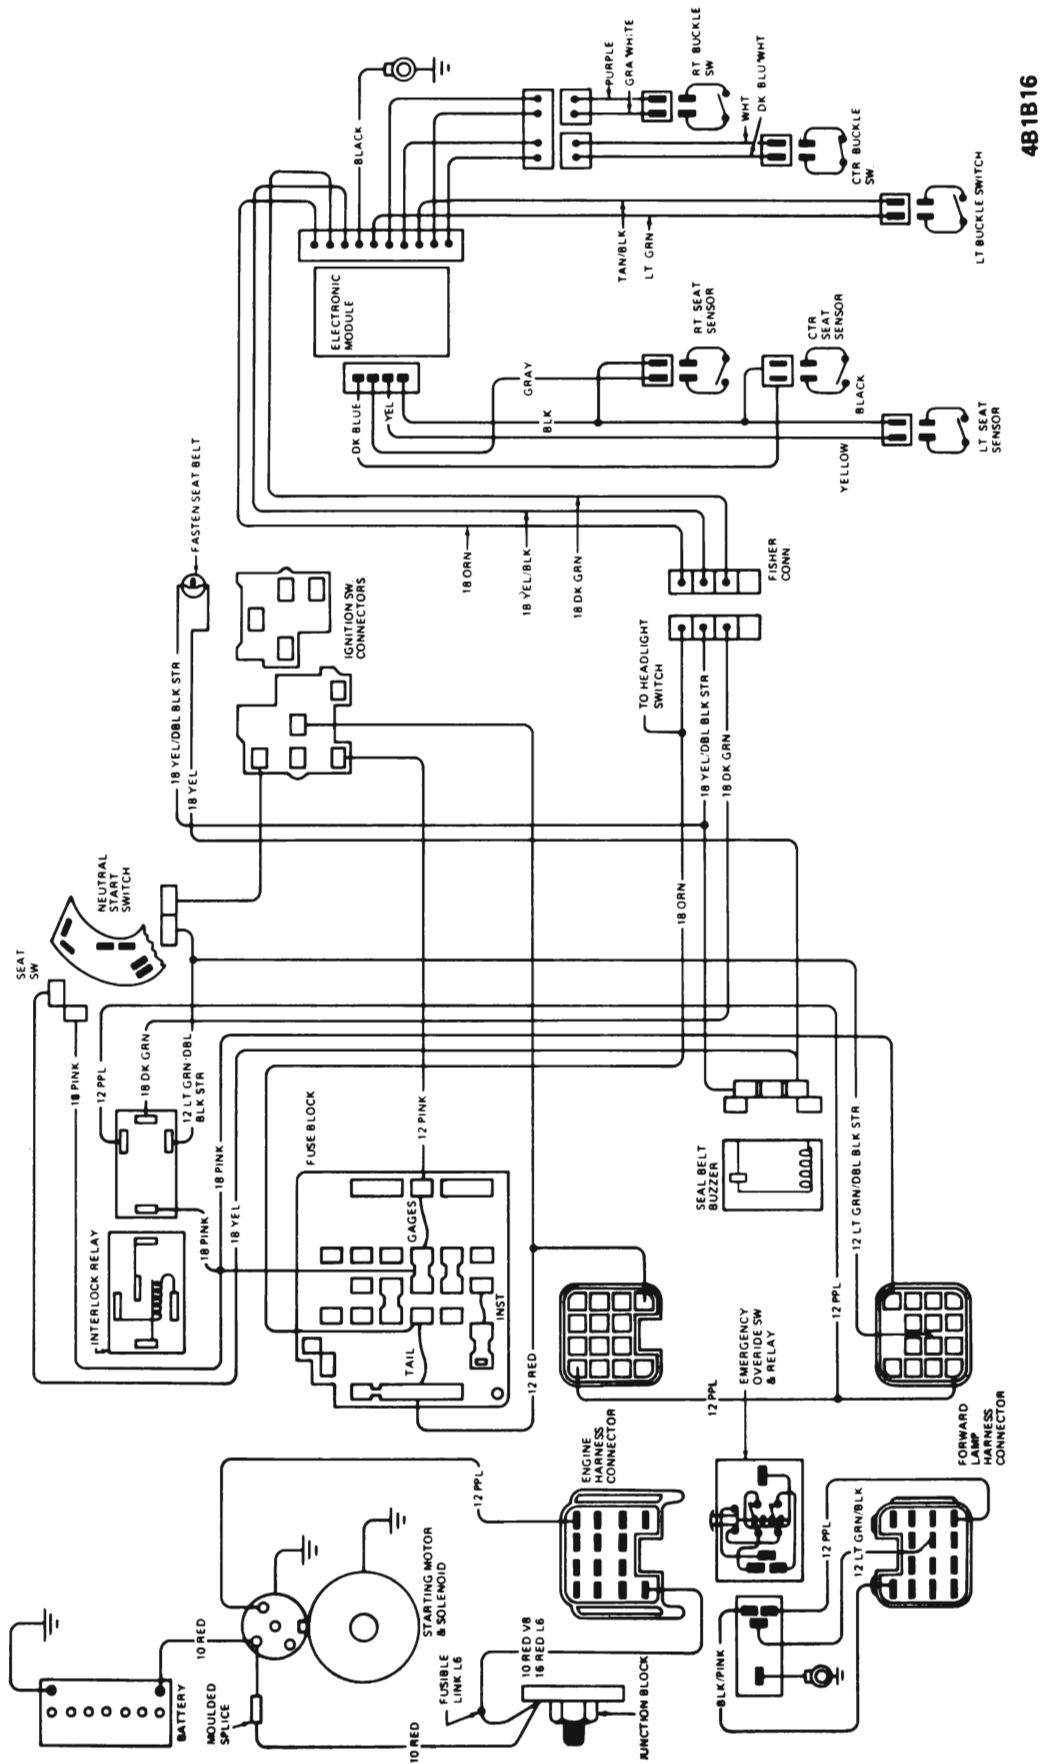 4B1B16
BLACK
PURPLE
GRA/WHITE
RT BUCKLE
SW
WHT
DK BLU/WHT
CTR BUCKLE
SW.
TAN/BLK
LT GRN
LT BUCKLE SWITCH
ELECTRONIC
MODULE
DK BLUE
YEL
GRAY
BLK
RT SEAT
SENSOR
CTR
SEAT
SENSOR
BLACK
YELLOW
LT SEAT
SENSOR
FASTEN SEAT BELT
18 ORN
18 YEL/BLK
18 DK GRN
FISHER
CONN.
IGNITION SW
CONNECTORS
18 YEL/DBL BLK STR
18 YEL
TO HEADLIGHT
SWITCH
18 YEL/DBL BLK STR
18 DK GRN
NEUTRAL
START
SWITCH
SEAT
SW
18 ORN
18 PINK
12 PPL
18 DK GRN
12 LT GRN/DBL
BLK STR
12 PINK
FUSE BLOCK
18 PINK
18 YEL
18 PINK
INTERLOCK RELAY
GAGES
TAIL
INST
12 RED
SEAL BELT
BUZZER
12 LT GRN/DBL BLK STR
12 PPL
12 PPL
EMERGENCY
OVERIDE SW
& RELAY
ENGINE
HARNESS
CONNECTOR
FORWARD
LAMP
HARNESS
CONNECTOR
12 PPL
12 PPL
12 LT GRN/BLK
BLK/PINK
STARTING MOTOR
& SOLENOID
10 RED
BATTERY
MOULDED
SPLICE
10 RED
FUSIBLE
LINK L6
10 RED V8
16 RED L6
JUNCTION BLOCK